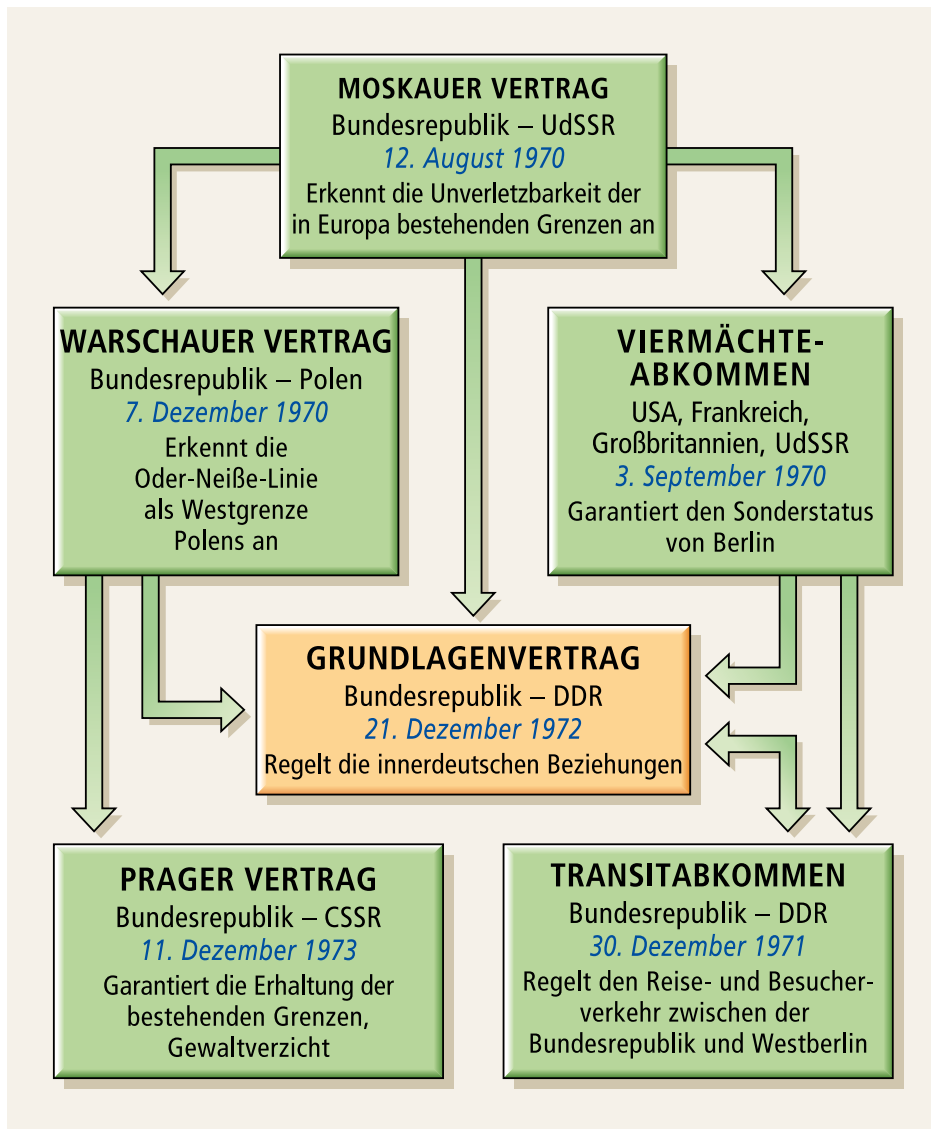 MOSKAUER VERTRAG
Bundesrepublik – UdSSR
12. August 1970
Erkennt die Unverletzbarkeit der
in Europa bestehenden Grenzen an
WARSCHAUER VERTRAG
Bundesrepublik – Polen
7. Dezember 1970
Erkennt die
Oder-Neiße-Linie
als Westgrenze
Polens an
VIERMÄCHTE-
ABKOMMEN
USA, Frankreich,
Großbritannien, UdSSR
3. September 1970
Garantiert den Sonderstatus
von Berlin
GRUNDLAGENVERTRAG
Bundesrepublik – DDR
21. Dezember 1972
Regelt die innerdeutschen Beziehungen
PRAGER VERTRAG
Bundesrepublik – CSSR
11. Dezember 1973
Garantiert die Erhaltung der
bestehenden Grenzen,
Gewaltverzicht
TRANSITABKOMMEN
Bundesrepublik – DDR
30. Dezember 1971
Regelt den Reise- und Besucher-
verkehr zwischen der
Bundesrepublik und Westberlin